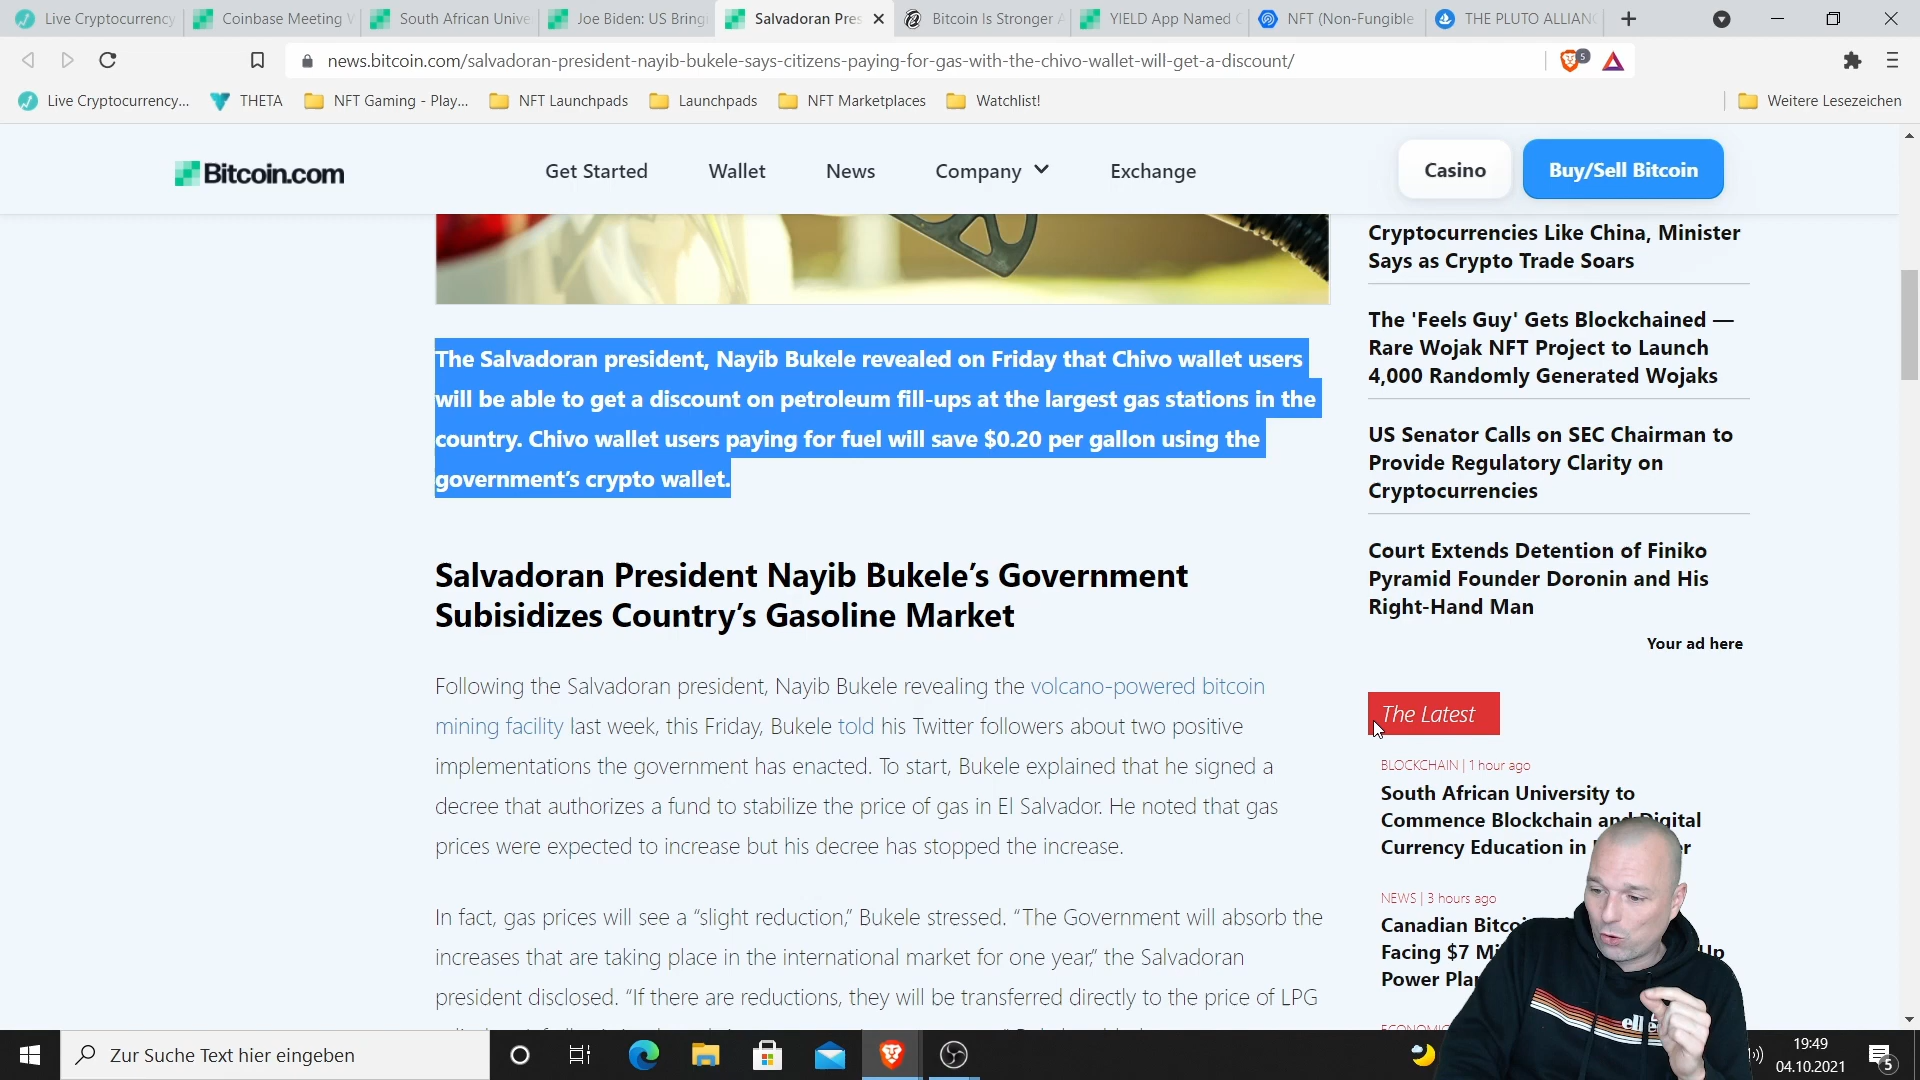 Live Cryptocurrency
Coinbase Meeting
South African Unive
Joe Biden: US Bring
Salvadoran Pres
Bitcoin Is Stronger
YIELD App Named
NFT (Non-Fungible
THE PLUTO ALLIAN
news.bitcoin.com/salvadoran-president-nayib-bukele-says-citizens-paying-for-gas-with-the-chivo-wallet-will-get-a-discount/
5
Live Cryptocurrency...
THETA
NFT Gaming - Play...
NFT Launchpads
Launchpads
NFT Marketplaces
Watchlist!
Weitere Lesezeichen
Bitcoin.com
Get Started
Wallet
News
Company
Exchange
Casino
Buy/Sell Bitcoin
The Salvadoran president, Nayib Bukele revealed on Friday that Chivo wallet users
will be able to get a discount on petroleum fill-ups at the largest gas stations in the
country. Chivo wallet users paying for fuel will save $0.20 per gallon using the
government's crypto wallet.
Salvadoran President Nayib Bukele's Government
Subisidizes Country's Gasoline Market
Following the Salvadoran president, Nayib Bukele revealing the volcano-powered bitcoin
mining facility last week, this Friday, Bukele told his Twitter followers about two positive
implementations the government has enacted. To start, Bukele explained that he signed a
decree that authorizes a fund to stabilize the price of gas in El Salvador. He noted that gas
prices were expected to increase but his decree has stopped the increase.
In fact, gas prices will see a “slight reduction,” Bukele stressed. “The Government will absorb the
increases that are taking place in the international market for one year,” the Salvadoran
president disclosed. “If there are reductions, they will be transferred directly to the price of LPG
Cryptocurrencies Like China, Minister
Says as Crypto Trade Soars
The 'Feels Guy' Gets Blockchained —
Rare Wojak NFT Project to Launch
4,000 Randomly Generated Wojaks
US Senator Calls on SEC Chairman to
Provide Regulatory Clarity on
Cryptocurrencies
Court Extends Detention of Finiko
Pyramid Founder Doronin and His
Right-Hand Man
Your ad here
The Latest
BLOCKCHAIN | 1 hour ago
South African University to
Commence Blockchain and Digital
Currency Education in
NEWS | 3 hours ago
Canadian Bitco
Facing $7 Mi Up
Power Plan
ell
Zur Suche Text hier eingeben
19:49
04.10.2021
5